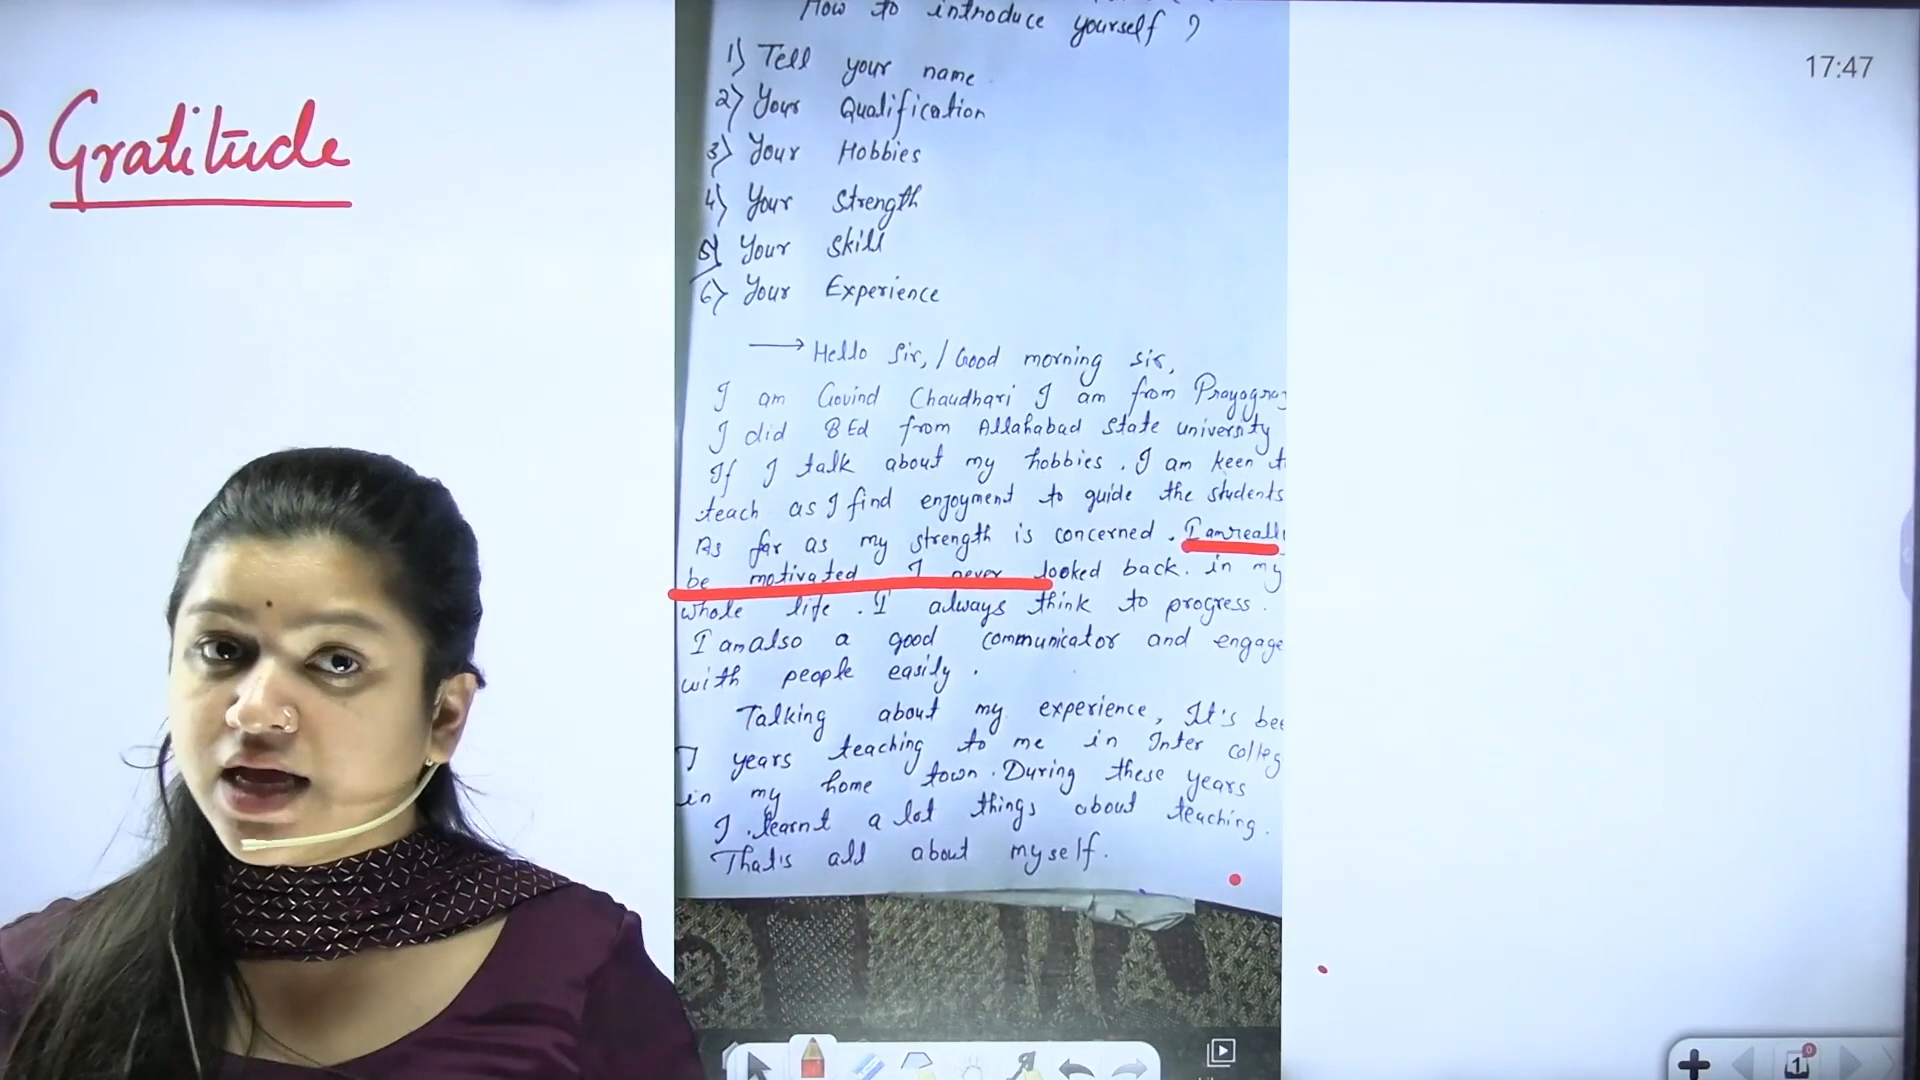 Gratitude
How to introduce yourself ?
1) Tell your name
2) Your Qualification
3) Your Hobbies
4) Your Strength
5) Your Skill
6) Your Experience
→ Hello Sir, / Good morning sir,
I am Govind Chaudhari I am from
I did B Ed from Allahabad State university
If I talk about my hobbies . I am keen
teach as I find enjoyment to guide the students
As far as my strength is concerned . I am
be motivated I never looked back . in my
whole life . I always think to progress .
I am also a good communicator and engage
with people easily .
Talking about my experience, It's
years teaching to me in Inter
in my home town . During these years
I learnt a lot things about teaching .
That's all about myself .
17:47
1
0